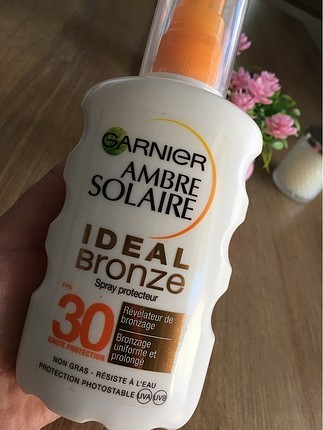 GARNIER
AMBRE
SOLAIRE
IDEAL
BRONZE
Spray protecteur
FPS
30
HAUTE PROTECTION
Révélateur de
bronzage
Bronzage
uniforme et
prolongé
NON GRAS - RÉSISTE À L'EAU
PROTECTION PHOTOSTABLE UVA UVB